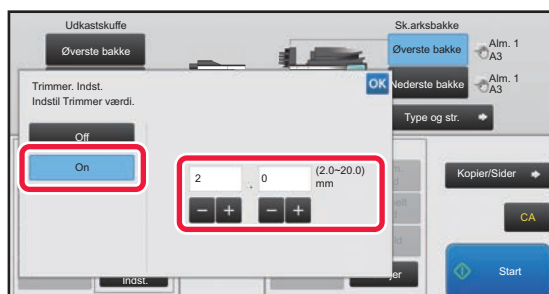 Udkastskuffe
Sk.arksbakke
Øverste bakke
Øverste bakke
Alm. 1
A3
Nederste bakke
Alm. 1
A3
Type og str.
Trimmer. Indst.
OK
Indstil Trimmer værdi.
Off
On
2 . 0 (2.0~20.0)
mm
Kopier/Sider
CA
Indst.
Start